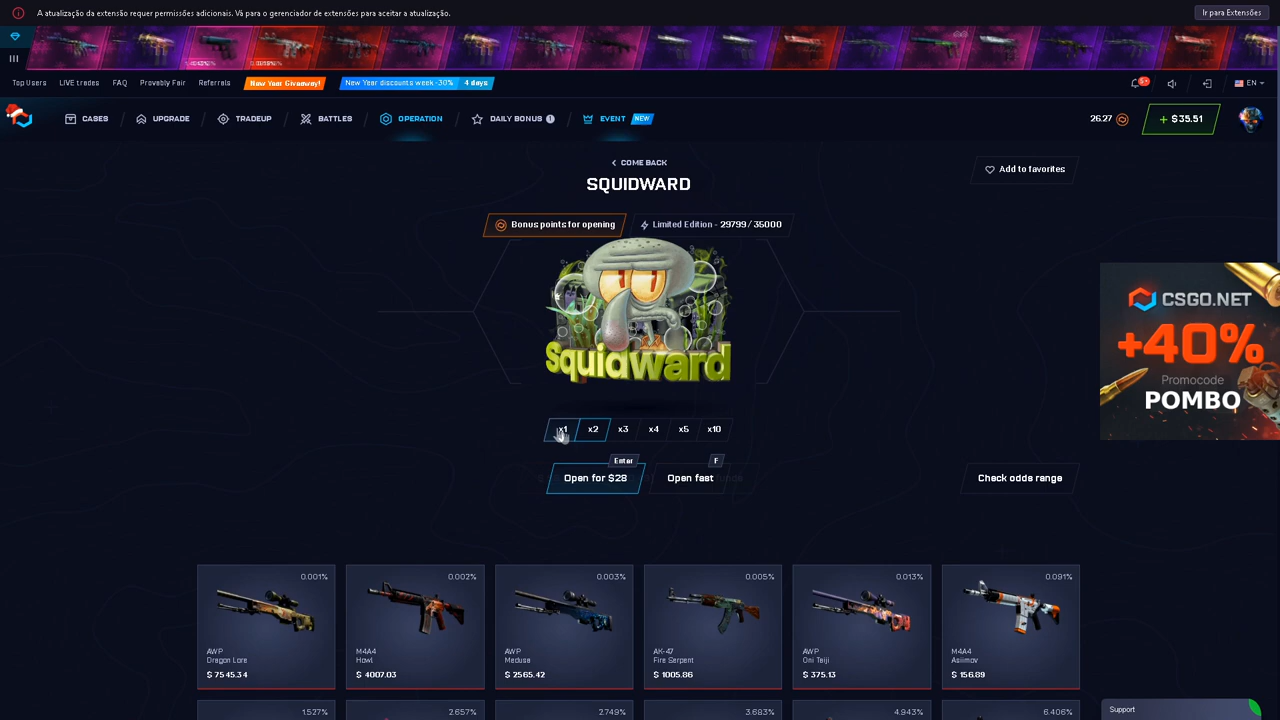 A atualização da extensão requer permissões adicionais. Vá para o gerenciador de extensões para aceitar a atualização.
Ir para Extensões
Top Users
LIVE trades
FAQ
Provably Fair
Referrals
New Year Giveaway!
New Year discounts week -30%
4 days
5+
EN
CASES
UPGRADE
TRADEUP
BATTLES
OPERATION
DAILY BONUS
EVENT
NEW
26.27
+ $ 35.51
COME BACK
SQUIDWARD
Add to favorites
Bonus points for opening
Limited Edition - 29799 / 35000
Squidward
CSGO.NET
+40%
Promocode
POMBO
x1
x2
x3
x4
x5
x10
Enter
F
Open for $28
Open fast
Check odds range
0.001%
AWP
Dragon Lore
$ 7545.34
0.002%
M4A4
Howl
$ 4007.03
0.003%
AWP
Medusa
$ 2565.42
0.005%
AK-47
Fire Serpent
$ 1005.86
0.013%
AWP
Oni Taiji
$ 375.13
0.091%
M4A4
Asiimov
$ 156.89
1.527%
2.657%
2.749%
3.683%
4.943%
6.406%
Support